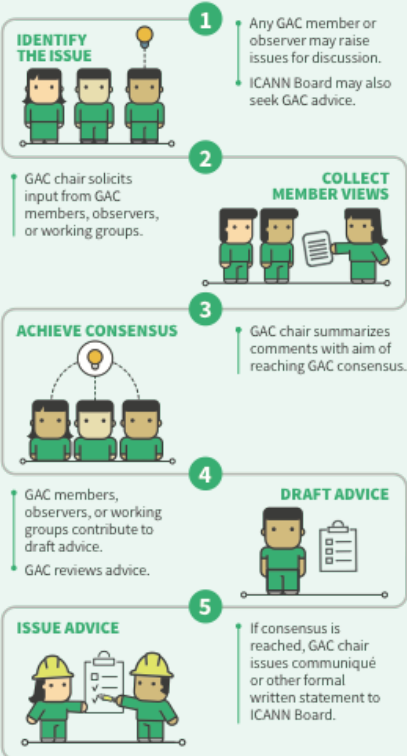 1
IDENTIFY
THE ISSUE
Any GAC member or
observer may raise
issues for discussion.
ICANN Board may also
seek GAC advice.
2
COLLECT
MEMBER VIEWS
GAC chair solicits
input from GAC
members, observers,
or working groups.
3
ACHIEVE CONSENSUS
GAC chair summarizes
comments with aim of
reaching GAC consensus.
4
DRAFT ADVICE
GAC members,
observers, or working
groups contribute to
draft advice.
GAC reviews advice.
5
ISSUE ADVICE
If consensus is
reached, GAC chair
issues communiqué
or other formal
written statement to
ICANN Board.